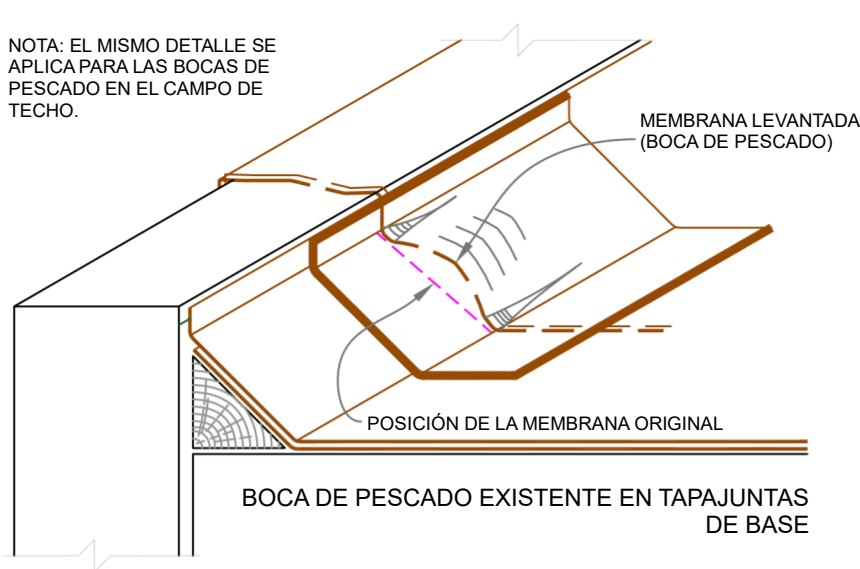 NOTA: EL MISMO DETALLE SE
APLICA PARA LAS BOCAS DE
PESCADO EN EL CAMPO DE
TECHO.
MEMBRANA LEVANTADA
(BOCA DE PESCADO)
POSICIÓN DE LA MEMBRANA ORIGINAL
BOCA DE PESCADO EXISTENTE EN TAPAJUNTAS
DE BASE